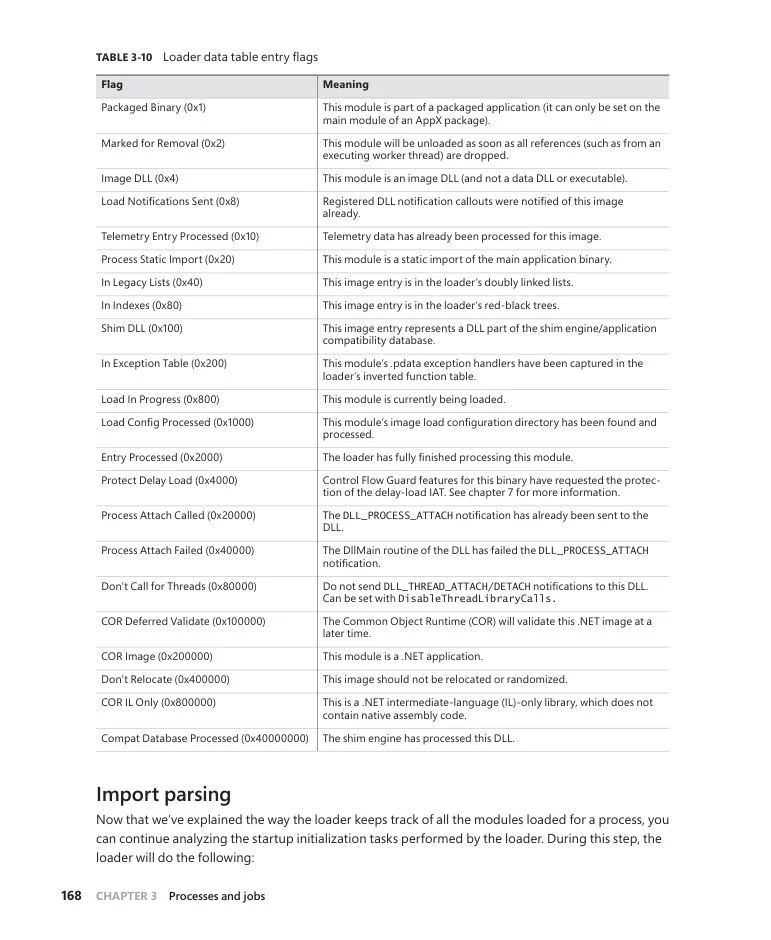 TABLE 3-10 Loader data table entry flags
Flag Meaning
Packaged Binary (0x1) This module is part of a packaged application (it can only be set on the
main module of an AppX package).
Marked for Removal (0x2) This module will be unloaded as soon as all references (such as from an
executing worker thread) are dropped.
Image DLL (0x4) This module is an image DLL (and not a data DLL or executable).
Load Notifications Sent (0x8) Registered DLL notification callouts were notified of this image
already.
Telemetry Entry Processed (0x10) Telemetry data has already been processed for this image.
Process Static Import (0x20) This module is a static import of the main application binary.
In Legacy Lists (0x40) This image entry is in the loader’s doubly linked lists.
In Indexes (0x80) This image entry is in the loader’s red-black trees.
Shim DLL (0x100) This image entry represents a DLL part of the shim engine/application
compatibility database.
In Exception Table (0x200) This module’s .pdata exception handlers have been captured in the
loader’s inverted function table.
Load In Progress (0x800) This module is currently being loaded.
Load Config Processed (0x1000) This module’s image load configuration directory has been found and
processed.
Entry Processed (0x2000) The loader has fully finished processing this module.
Protect Delay Load (0x4000) Control Flow Guard features for this binary have requested the protec-
tion of the delay-load IAT. See chapter 7 for more information.
Process Attach Called (0x20000) The DLL_PROCESS_ATTACH notification has already been sent to the
DLL.
Process Attach Failed (0x40000) The DllMain routine of the DLL has failed the DLL_PROCESS_ATTACH
notification.
Don’t Call for Threads (0x80000) Do not send DLL_THREAD_ATTACH/DETACH notifications to this DLL.
Can be set with DisableThreadLibraryCalls.
COR Deferred Validate (0x100000) The Common Object Runtime (COR) will validate this .NET image at a
later time.
COR Image (0x200000) This module is a .NET application.
Don’t Relocate (0x400000) This image should not be relocated or randomized.
COR IL Only (0x800000) This is a .NET intermediate-language (IL)-only library, which does not
contain native assembly code.
Compat Database Processed (0x40000000) The shim engine has processed this DLL.
Import parsing
Now that we’ve explained the way the loader keeps track of all the modules loaded for a process, you
can continue analyzing the startup initialization tasks performed by the loader. During this step, the
loader will do the following:
168 CHAPTER 3 Processes and jobs